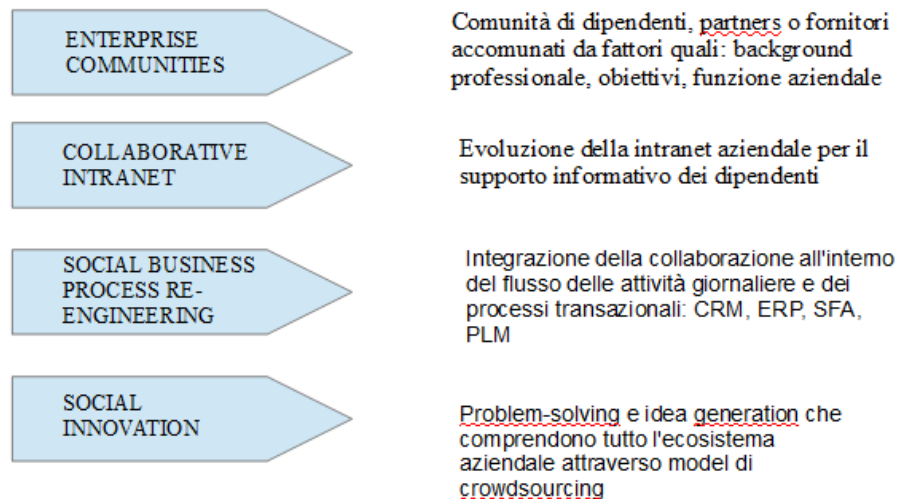 ENTERPRISE
COMMUNITIES
Comunità di dipendenti, partners o fornitori
accomunati da fattori quali: background
professionale, obiettivi, funzione aziendale
COLLABORATIVE
INTRANET
Evoluzione della intranet aziendale per il
supporto informativo dei dipendenti
SOCIAL BUSINESS
PROCESS RE-
ENGINEERING
Integrazione della collaborazione all'interno
del flusso delle attività giornaliere e dei
processi transazionali: CRM, ERP, SFA,
PLM
SOCIAL
INNOVATION
Problem-solving e idea generation che
comprendono tutto l'ecosistema
aziendale attraverso model di
crowdsourcing